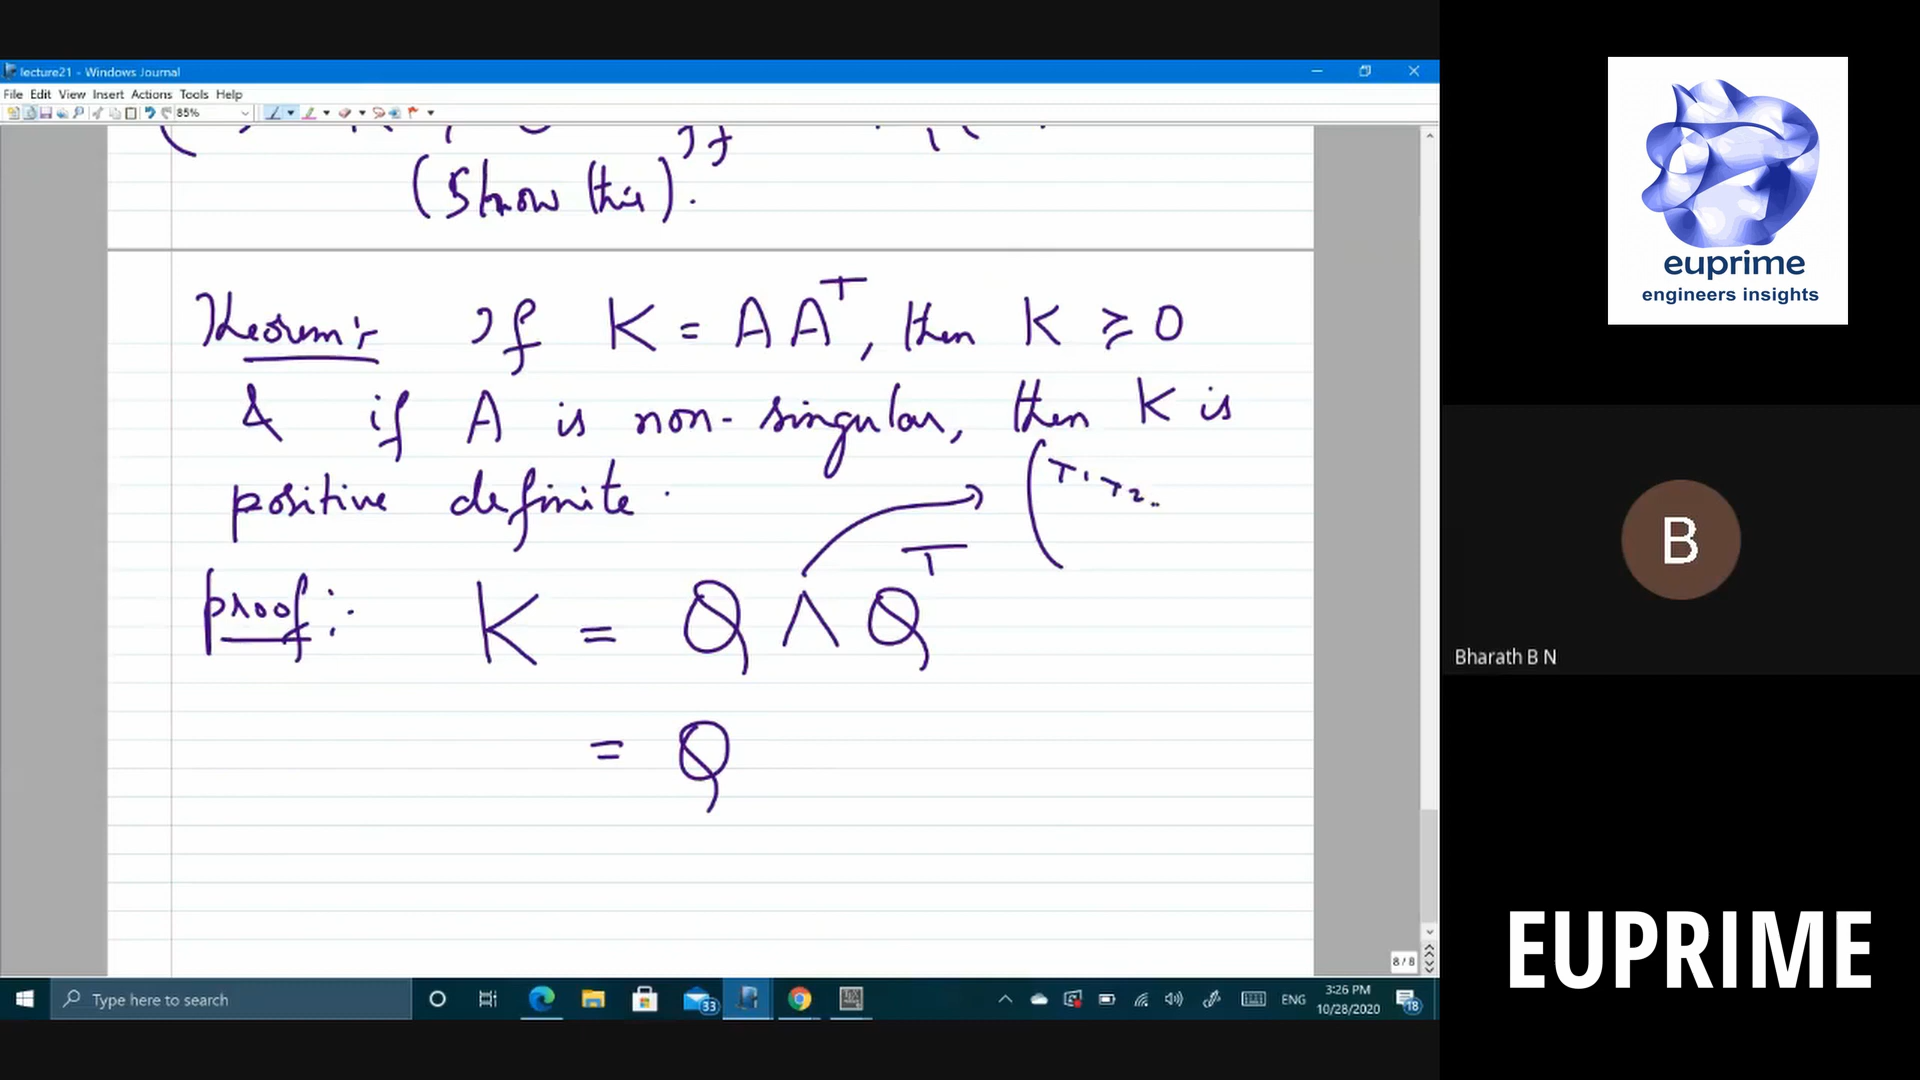 lecture21 - Windows Journal
File Edit View Insert Actions Tools Help
85%
(Show this).
Theorem:- If K = A A^T, then K ≥ 0
& if A is non-singular, then K is
positive definite.
proof:- K = Q Λ Q^T
= Q
euprime
engineers insights
B
Bharath B N
EUPRIME
8 / 8
Type here to search
33
ENG
3:26 PM
10/28/2020
18